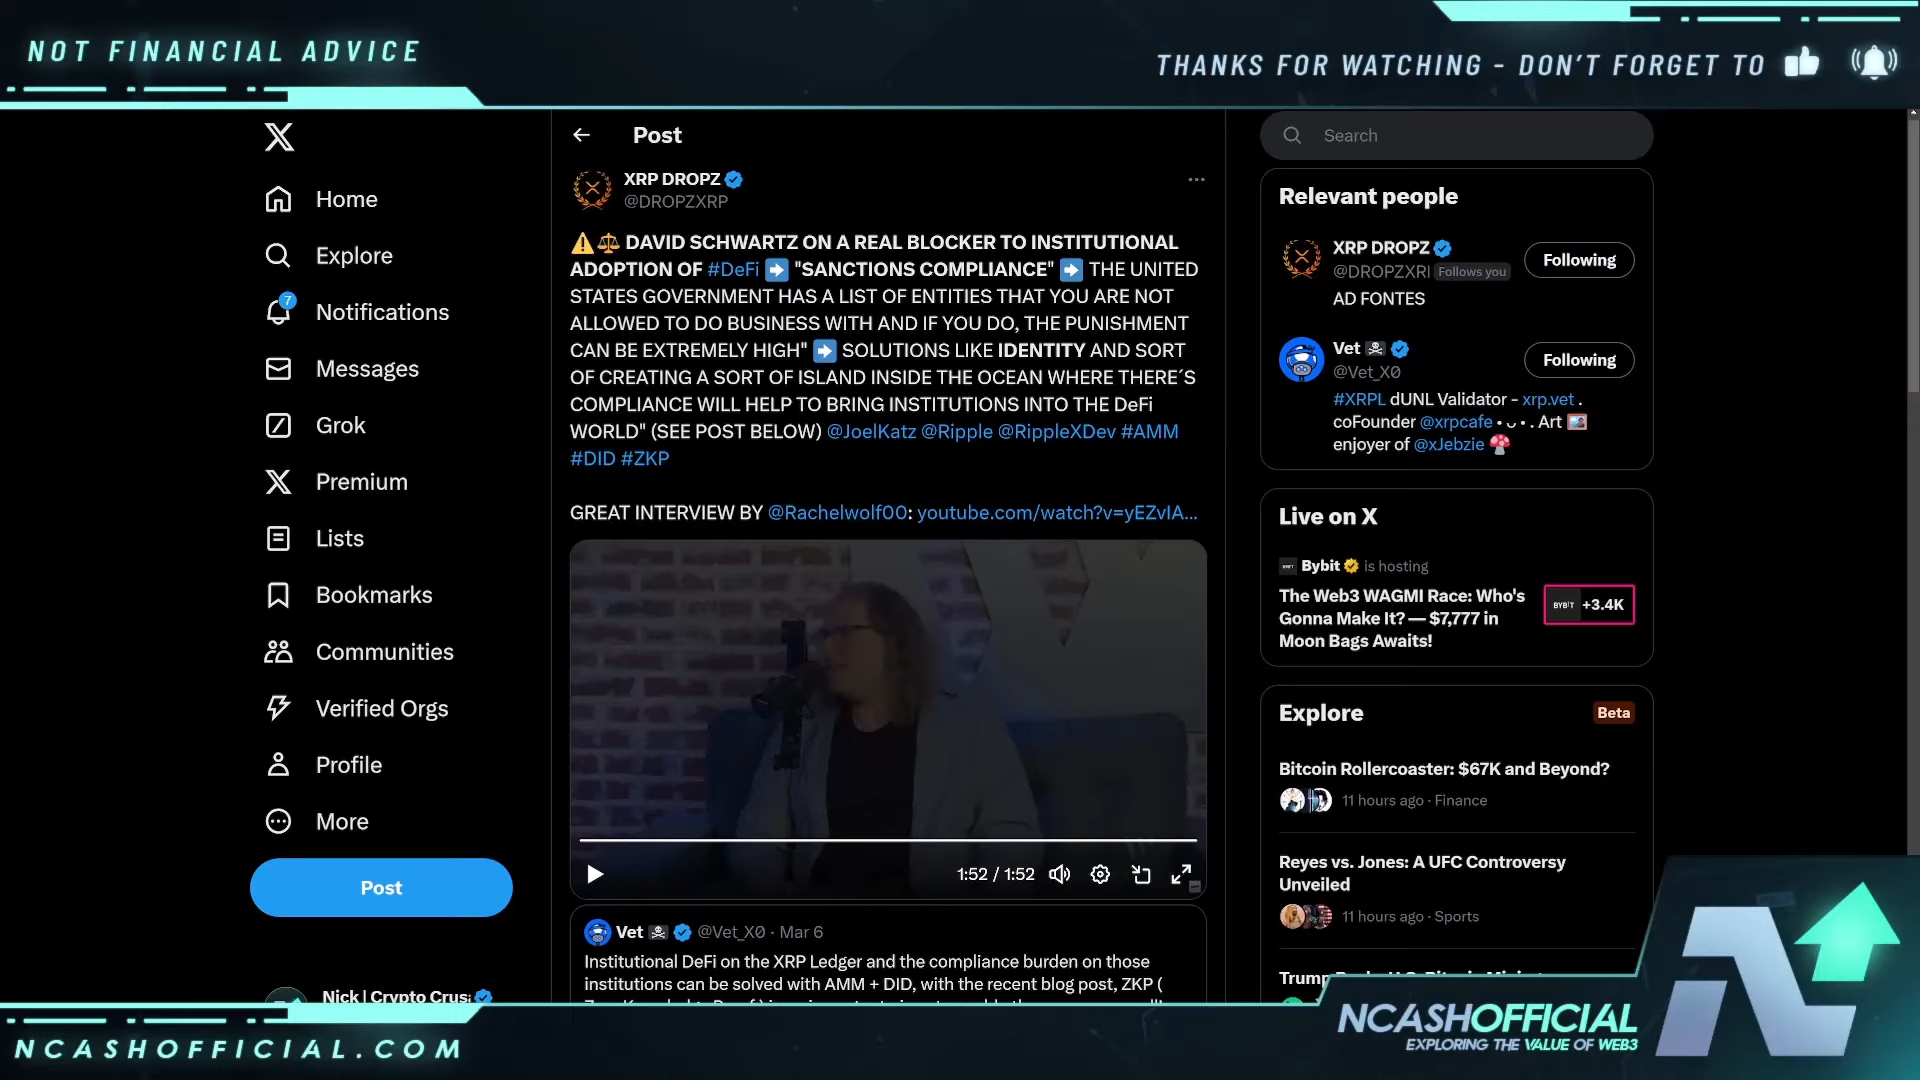 NOT FINANCIAL ADVICE
THANKS FOR WATCHING - DON'T FORGET TO
Home
Explore
7
Notifications
Messages
Grok
Premium
Lists
Bookmarks
Communities
Verified Orgs
Profile
More
Post
Nick | Crypto Crus
Post
XRP DROPZ
@DROPZXRP
⚠️⚖️ DAVID SCHWARTZ ON A REAL BLOCKER TO INSTITUTIONAL
ADOPTION OF #DeFi ➡️ "SANCTIONS COMPLIANCE" ➡️ THE UNITED
STATES GOVERNMENT HAS A LIST OF ENTITIES THAT YOU ARE NOT
ALLOWED TO DO BUSINESS WITH AND IF YOU DO, THE PUNISHMENT
CAN BE EXTREMELY HIGH" ➡️ SOLUTIONS LIKE IDENTITY AND SORT
OF CREATING A SORT OF ISLAND INSIDE THE OCEAN WHERE THERE´S
COMPLIANCE WILL HELP TO BRING INSTITUTIONS INTO THE DeFi
WORLD" (SEE POST BELOW) @JoelKatz @Ripple @RippleXDev #AMM
#DID #ZKP
GREAT INTERVIEW BY @Rachelwolf00: youtube.com/watch?v=yEZvIA...
1:52 / 1:52
Vet @Vet_X0 · Mar 6
Institutional DeFi on the XRP Ledger and the compliance burden on those
institutions can be solved with AMM + DID, with the recent blog post, ZKP (
Search
Relevant people
XRP DROPZ
@DROPZXRI Follows you
Following
AD FONTES
Vet
@Vet_X0
Following
#XRPL dUNL Validator - xrp.vet .
coFounder @xrpcafe • ᴗ • . Art
enjoyer of @xJebzie
Live on X
Bybit is hosting
The Web3 WAGMI Race: Who's
Gonna Make It? — $7,777 in
Moon Bags Awaits!
BYBIT +3.4K
Explore
Beta
Bitcoin Rollercoaster: $67K and Beyond?
11 hours ago · Finance
Reyes vs. Jones: A UFC Controversy
Unveiled
11 hours ago · Sports
NCASHOFFICIAL.COM
NCASHOFFICIAL
EXPLORING THE VALUE OF WEB3